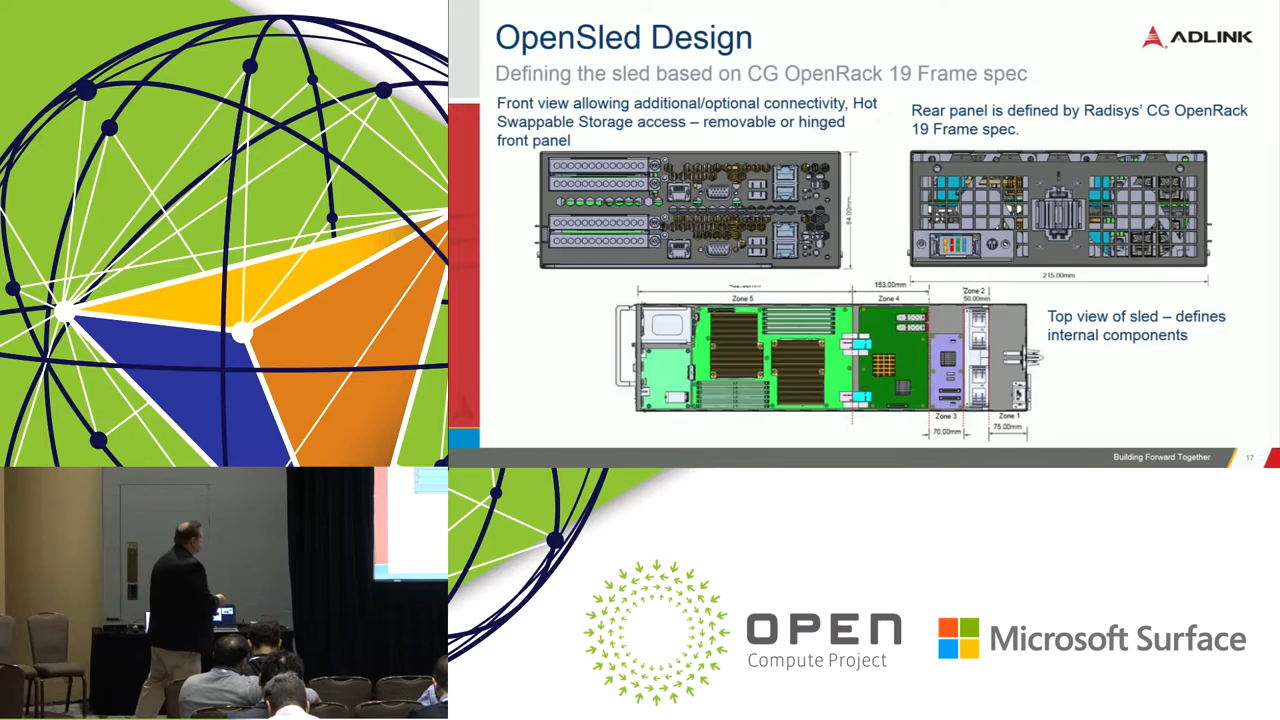 OpenSled Design
ADLINK
Defining the sled based on CG OpenRack 19 Frame spec
Front view allowing additional/optional connectivity, Hot
Swappable Storage access – removable or hinged
front panel
Rear panel is defined by Radisys' CG OpenRack
19 Frame spec.
215.00mm
153.00mm
Zone 2
Zone 5
Zone 4
50.00mm
Top view of sled – defines
internal components
Zone 3
Zone 1
70.00mm
75.00mm
Building Forward Together
17
OPEN
Compute Project
Microsoft Surface